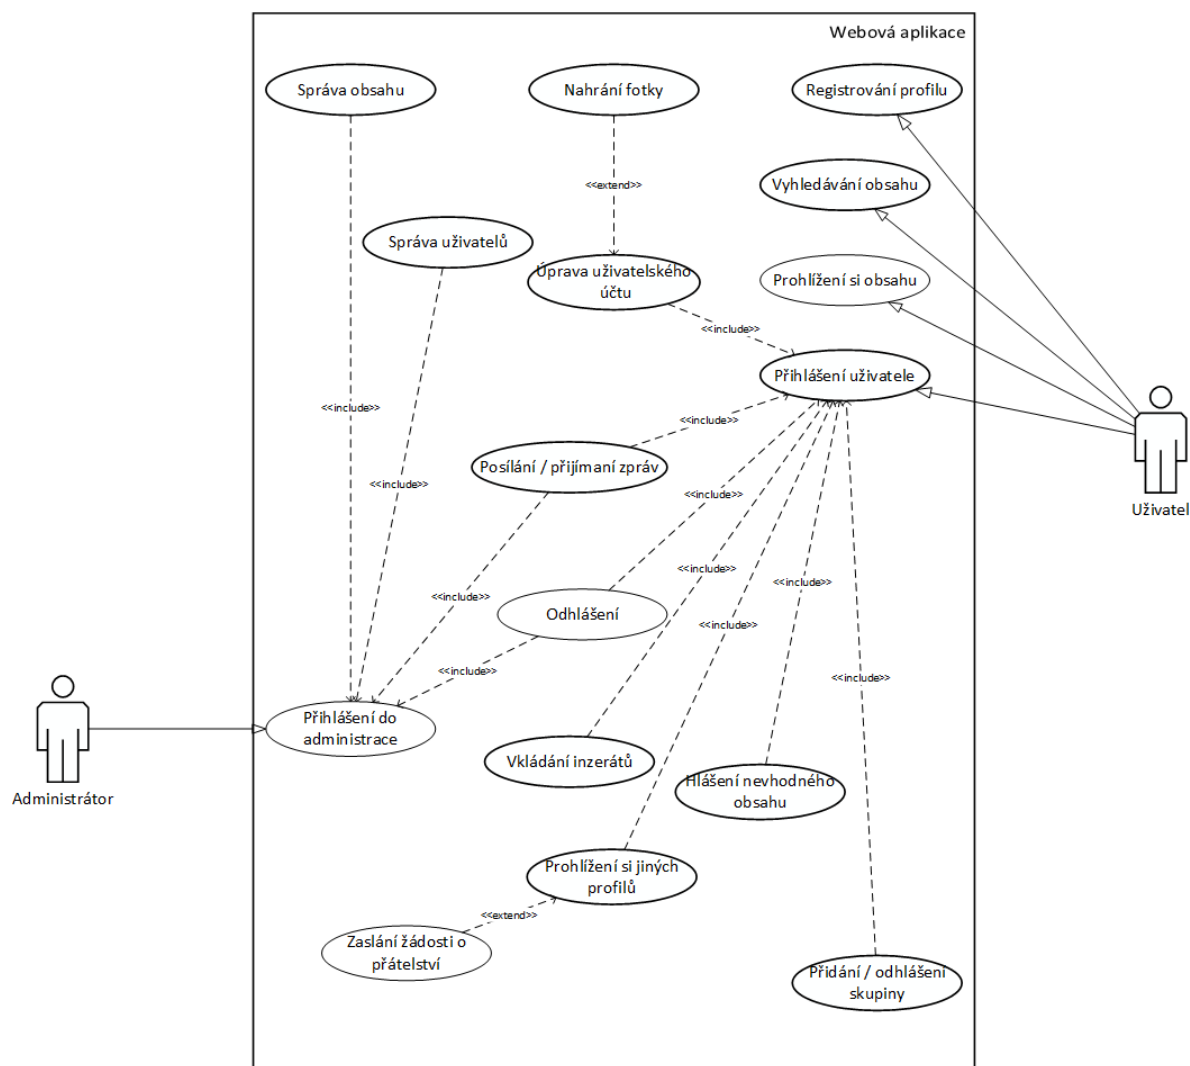 Webová aplikace
Správa obsahu
Nahrání fotky
Registrování profilu
<<extend>>
Vyhledávání obsahu
Správa uživatelů
Úprava uživatelského
účtu
Prohlížení si obsahu
<<include>>
Přihlášení uživatele
<<include>>
<<include>>
Posílání / přijímaní zpráv
<<include>>
<<include>>
Uživatel
<<include>>
<<include>>
<<include>>
Odhlášení
<<include>>
<<include>>
<<include>>
Přihlášení do
administrace
Vkládání inzerátů
Hlášení nevhodného
obsahu
Administrátor
Prohlížení si jiných
profilů
<<extend>>
Zaslání žádosti o
přátelství
Přidání / odhlášení
skupiny